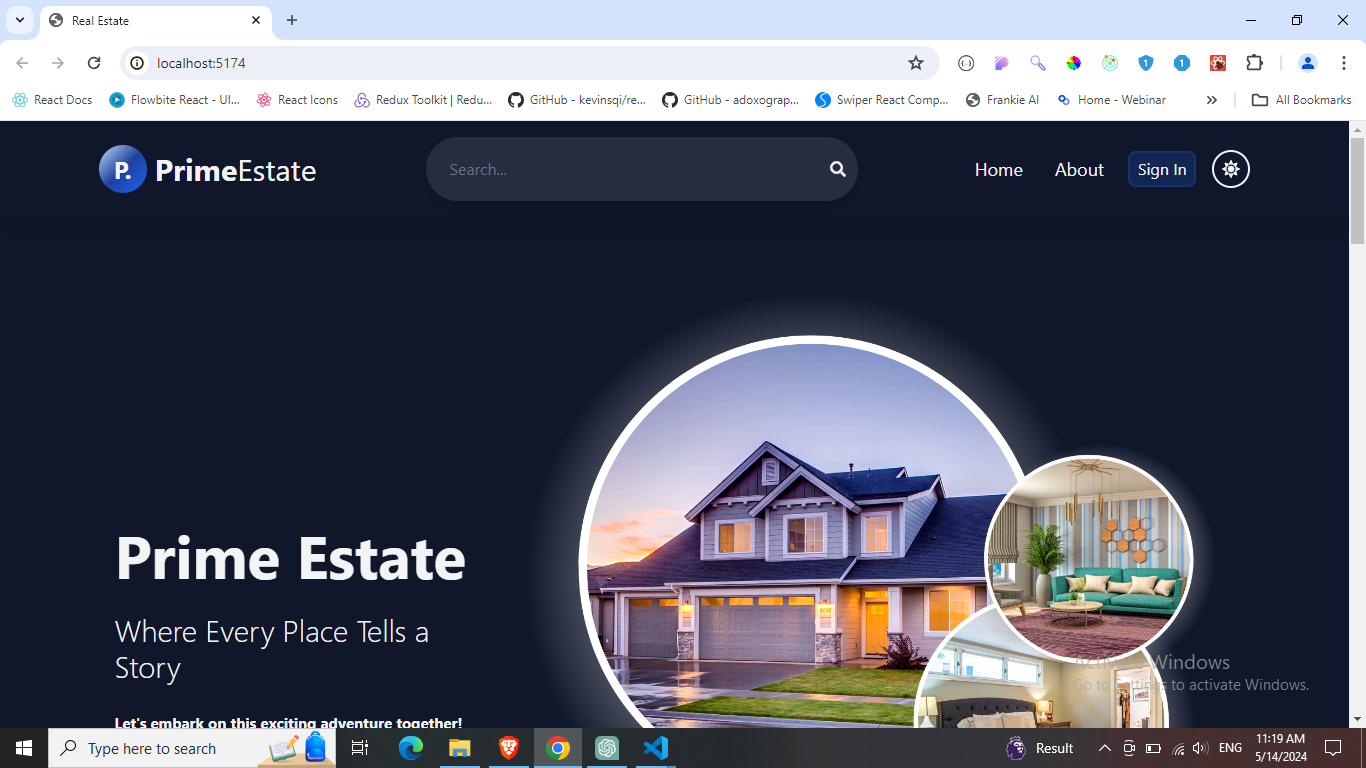 Real Estate
localhost:5174
1
1
React Docs
Flowbite React - UI...
React Icons
Redux Toolkit | Redu...
GitHub - kevinsqi/re...
GitHub - adoxograp...
Swiper React Comp...
Frankie AI
Home - Webinar
All Bookmarks
P. PrimeEstate
Search...
Home
About
Sign In
Prime Estate
Where Every Place Tells a
Story
Let's embark on this exciting adventure together!
Activate Windows
Go to Settings to activate Windows.
Type here to search
Result
ENG
11:19 AM
5/14/2024